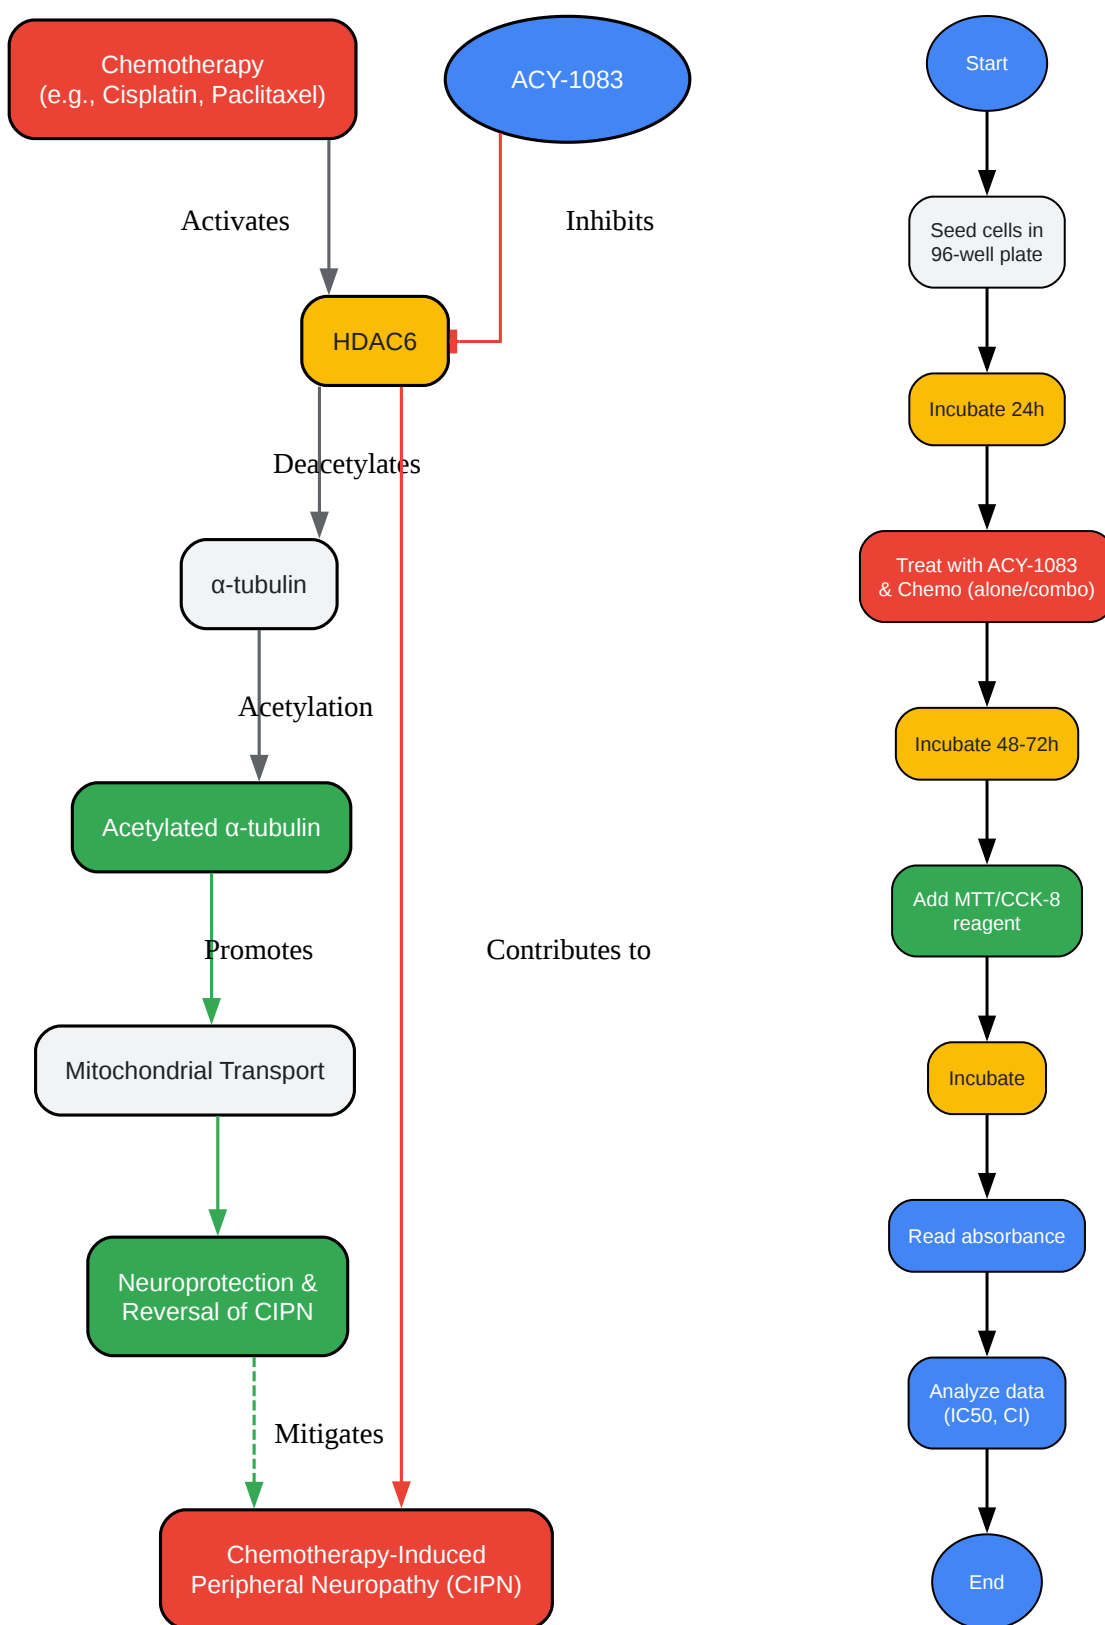 Chemotherapy
(e.g., Cisplatin, Paclitaxel)
ACY-1083
Activates
Inhibits
HDAC6
Deacetylates
α-tubulin
Acetylation
Acetylated α-tubulin
Promotes
Contributes to
Mitochondrial Transport
Neuroprotection &
Reversal of CIPN
Mitigates
Chemotherapy-Induced
Peripheral Neuropathy (CIPN)
Start
Seed cells in
96-well plate
Incubate 24h
Treat with ACY-1083
& Chemo (alone/combo)
Incubate 48-72h
Add MTT/CCK-8
reagent
Incubate
Read absorbance
Analyze data
(IC50, CI)
End